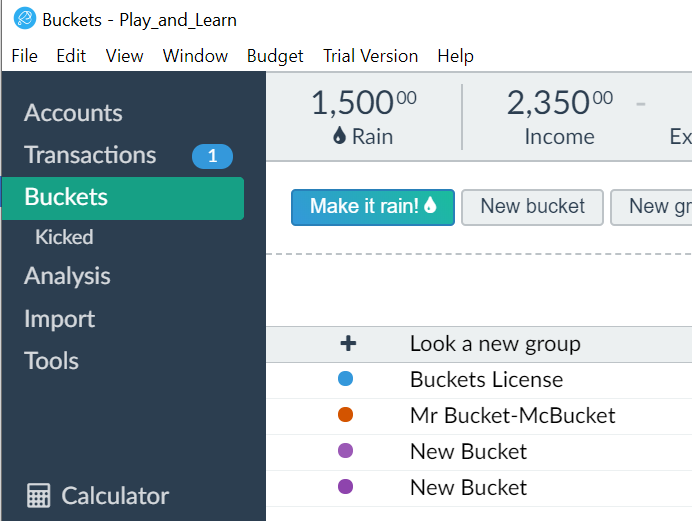 Buckets - Play_and_Learn
File Edit View Window Budget Trial Version Help
Accounts
Transactions 1
Buckets
Kicked
Analysis
Import
Tools
Calculator
1,500 00 2,350 00 -
Rain Income Ex
Make it rain! New bucket New gr
+ Look a new group
Buckets License
Mr Bucket-McBucket
New Bucket
New Bucket